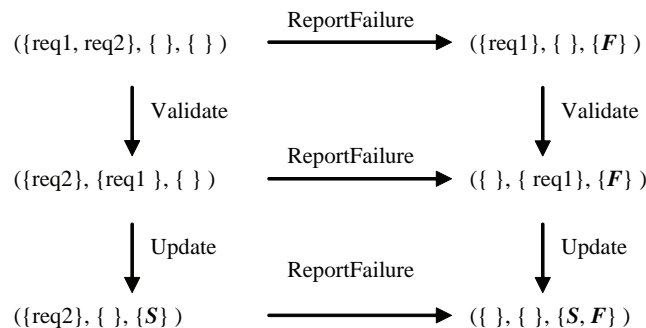 ReportFailure
({req1, req2}, { }, { } ) ({req1}, { }, {F} )
Validate Validate
ReportFailure
({req2}, {req1 }, { } ) ({ }, { req1}, {F} )
Update Update
ReportFailure
({req2}, { }, {S} ) ({ }, { }, {S, F} )